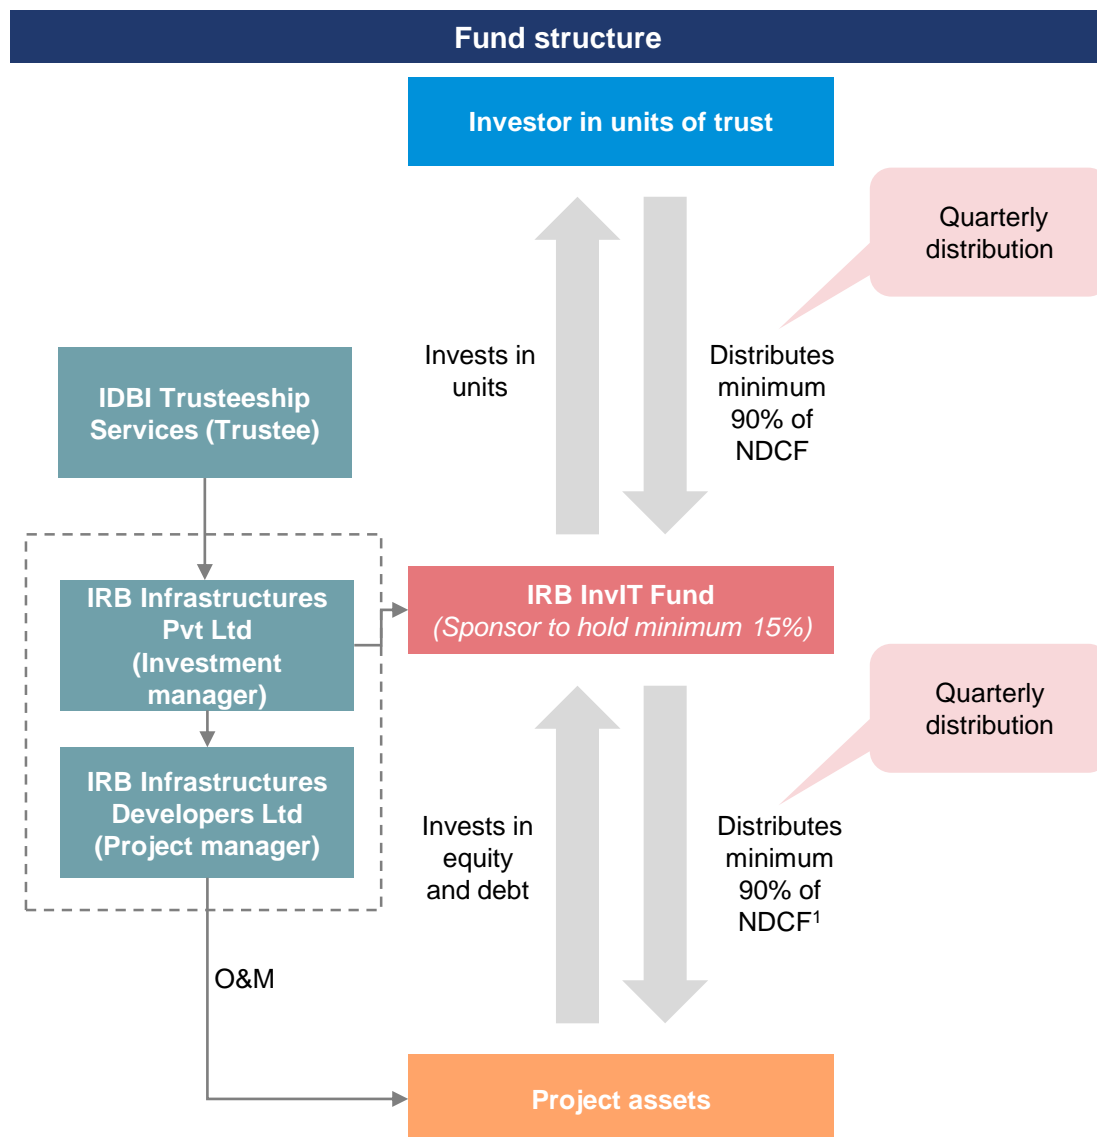 Fund structure
Investor in units of trust
Quarterly
distribution
Invests in
units
Distributes
minimum
90% of
NDCF
IDBI Trusteeship
Services (Trustee)
IRB Infrastructures
Pvt Ltd
(Investment
manager)
IRB InvIT Fund
(Sponsor to hold minimum 15%)
Quarterly
distribution
IRB Infrastructures
Developers Ltd
(Project manager)
Invests in
equity
and debt
Distributes
minimum
90% of
NDCF¹
O&M
Project assets